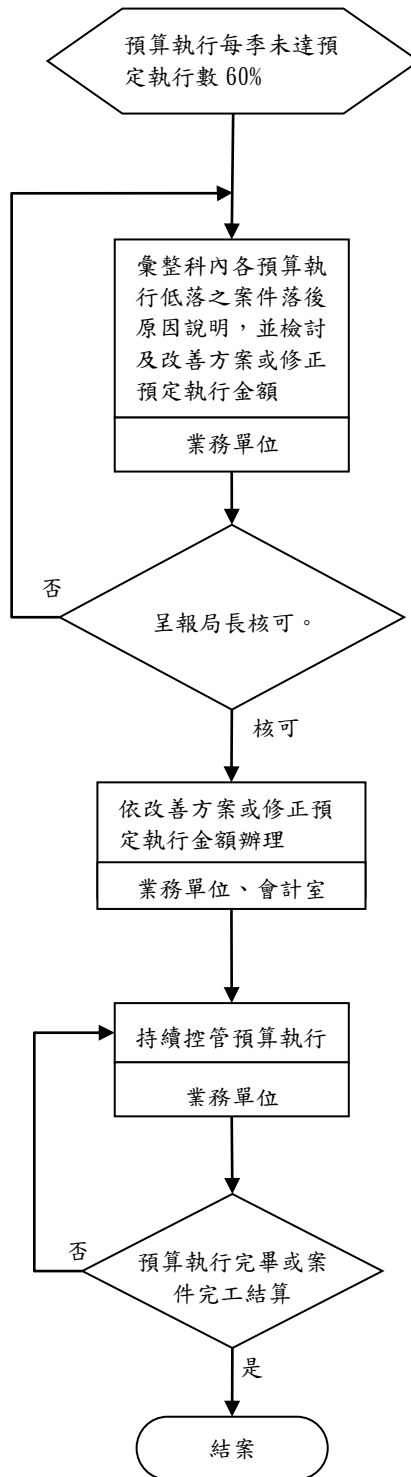 預算執行每季未達預
定執行數 60%
彙整科內各預算執
行低落之案件落後
原因說明，並檢討
及改善方案或修正
預定執行金額
業務單位
否
呈報局長核可。
核可
依改善方案或修正預
定執行金額辦理
業務單位、會計室
持續控管預算執行
業務單位
否
預算執行完畢或案
件完工結算
是
結案